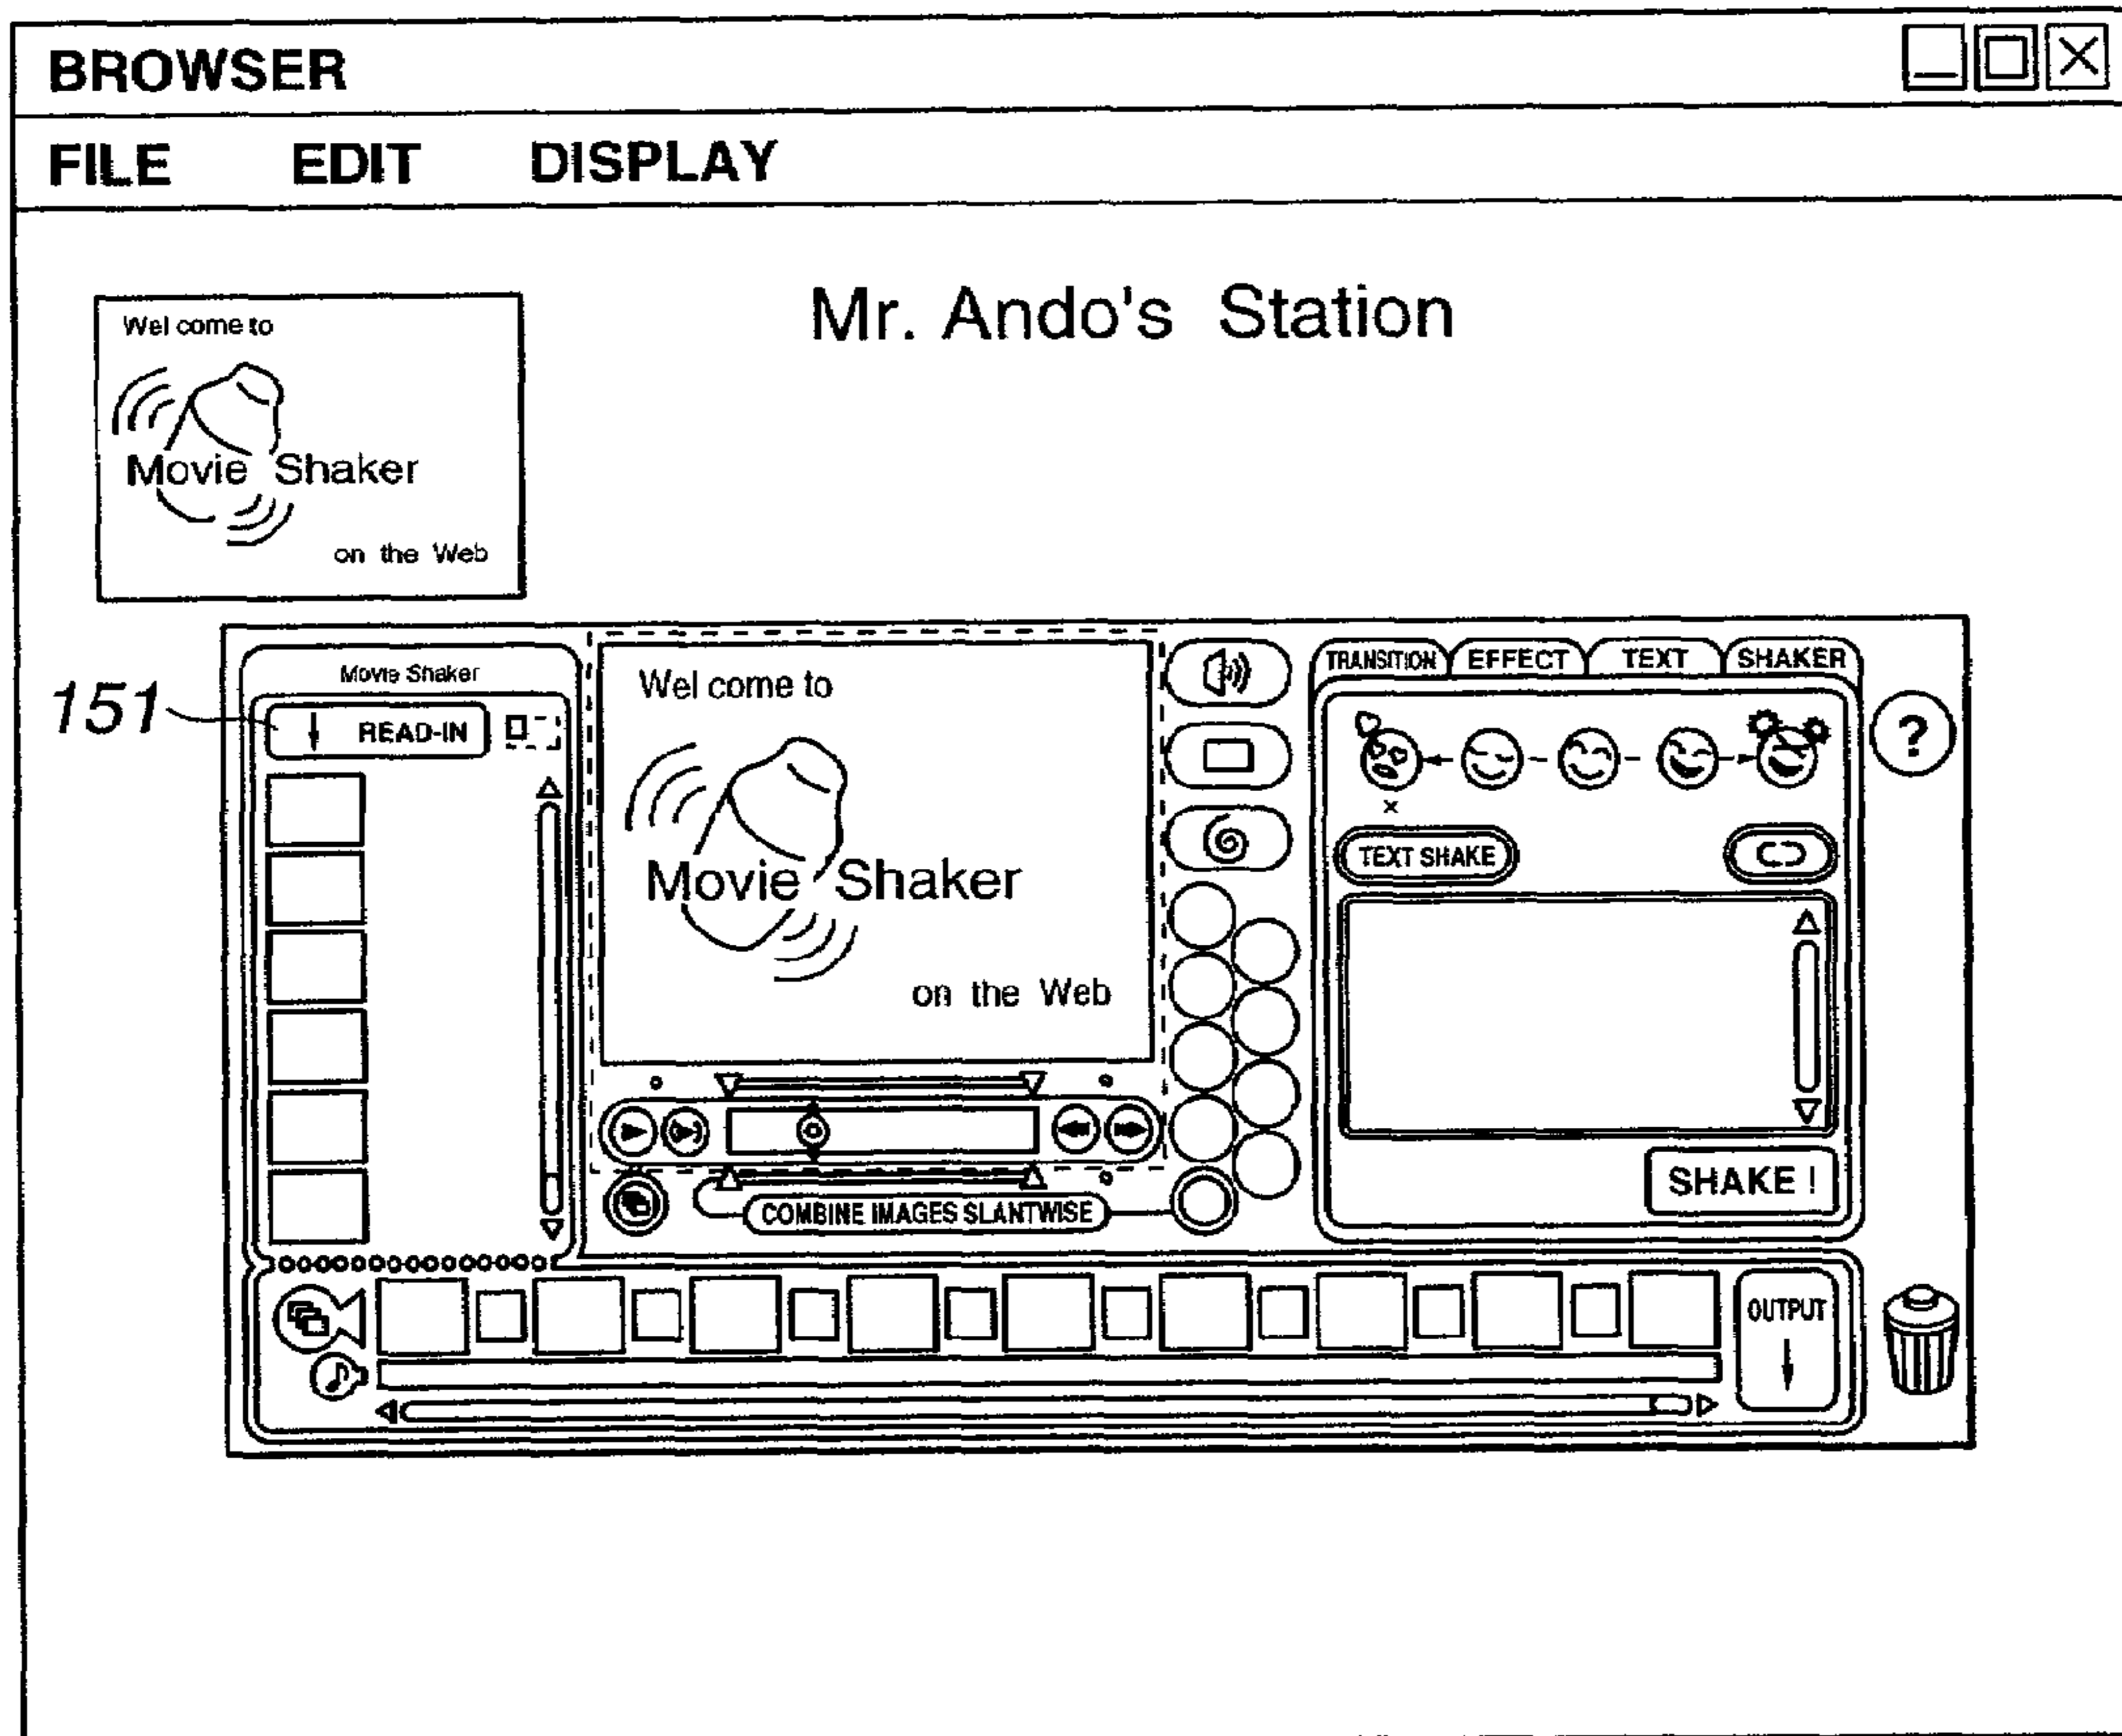 BROWSER
FILE EDIT DISPLAY
Mr. Ando's Station
Wel come to
Movie Shaker
on the Web
151
Movie Shaker
READ-IN
Wel come to
Movie Shaker
on the Web
COMBINE IMAGES SLANTWISE
TRANSITION EFFECT TEXT SHAKER
?
×
TEXT SHAKE
SHAKE !
OUTPUT